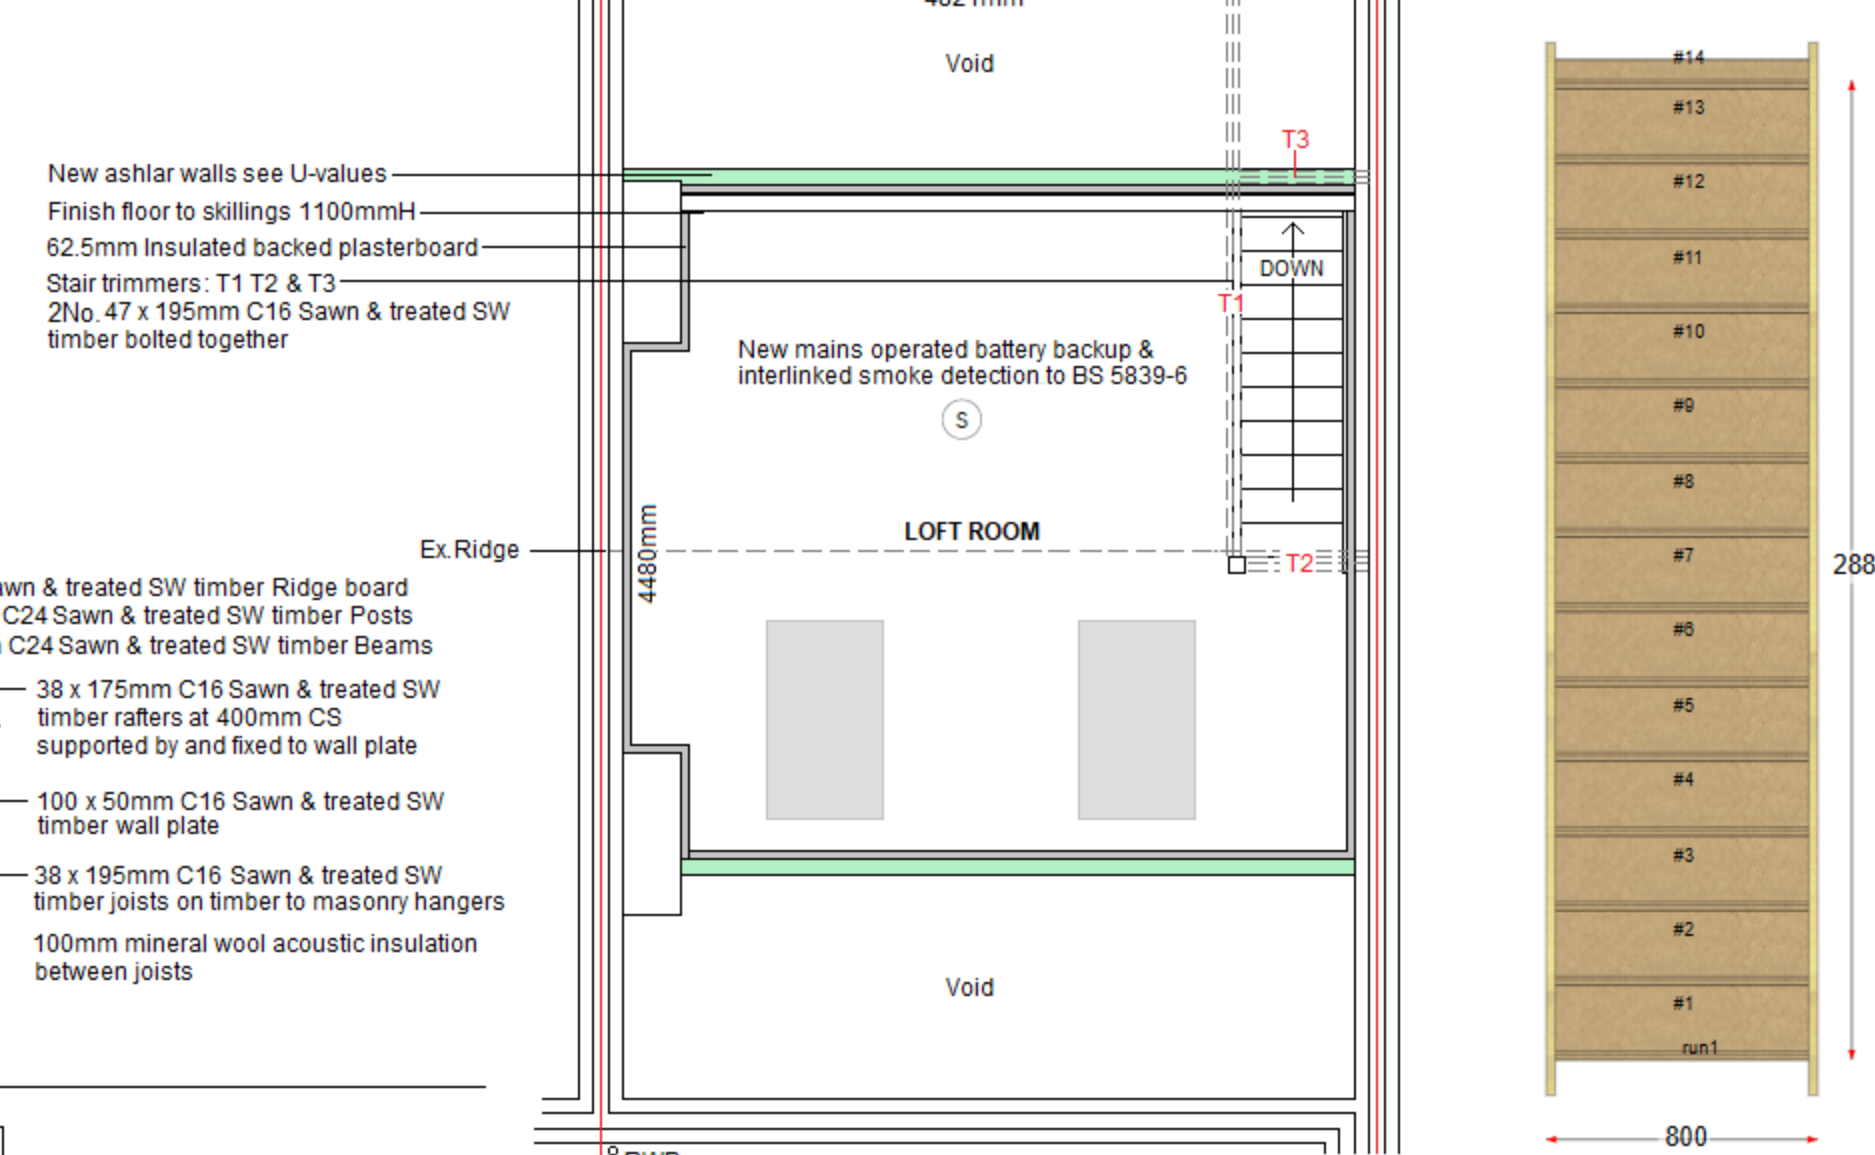 Void
T3
New ashlar walls see U-values
Finish floor to skillings 1100mmH
62.5mm Insulated backed plasterboard
Stair trimmers: T1 T2 & T3
2No. 47 x 195mm C16 Sawn & treated SW
timber bolted together
DOWN
T1
New mains operated battery backup &
interlinked smoke detection to BS 5839-6
S
LOFT ROOM
4480mm
Ex.Ridge
T2
& treated SW timber Ridge board
C24 Sawn & treated SW timber Posts
C24 Sawn & treated SW timber Beams
38 x 175mm C16 Sawn & treated SW
timber rafters at 400mm CS
supported by and fixed to wall plate
100 x 50mm C16 Sawn & treated SW
timber wall plate
38 x 195mm C16 Sawn & treated SW
timber joists on timber to masonry hangers
100mm mineral wool acoustic insulation
between joists
Void
#14
#13
#12
#11
#10
#9
#8
#7
#6
#5
#4
#3
#2
#1
run1
288
800